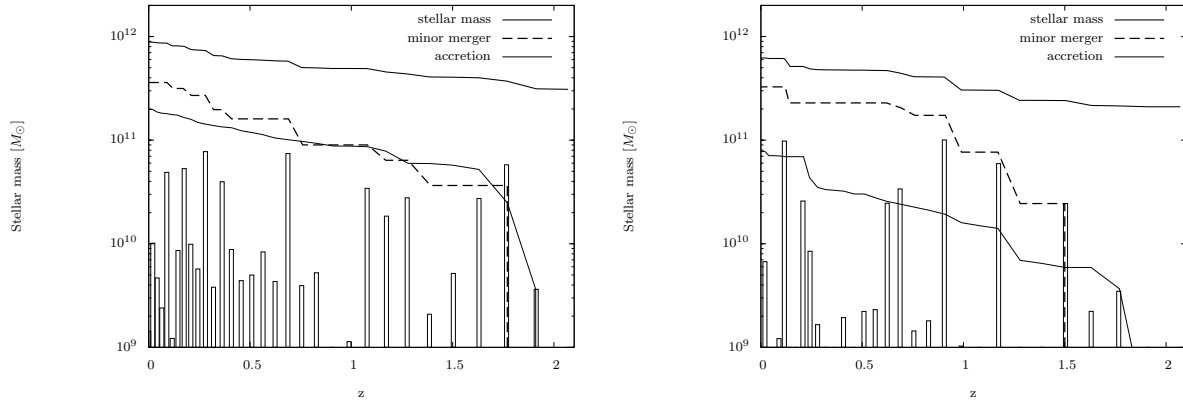 stellar mass
minor merger
accretion
10^12
10^11
10^10
10^9
0 0.5 1 1.5 2
z
Stellar mass [M⊙]
stellar mass
minor merger
accretion
10^12
10^11
10^10
10^9
0 0.5 1 1.5 2
z
Stellar mass [M⊙]